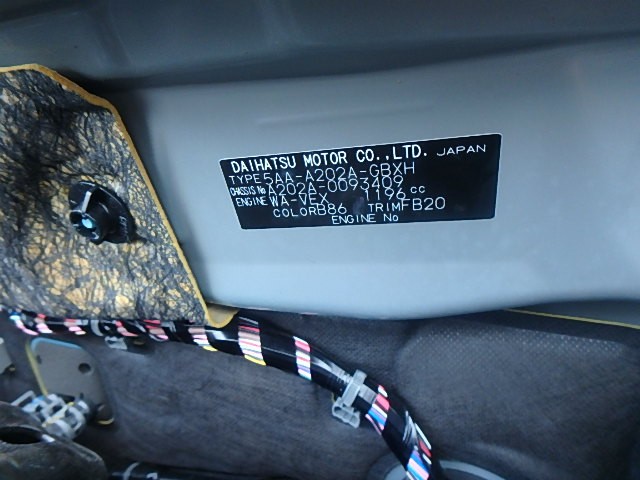 DAIHATSU MOTOR CO.,LTD. JAPAN
TYPE 5AA-A202A-GBXH
CHASSIS No A202A-0093409
ENGINE WA-VEX 1196 cc
COLOR B86 TRIM FB20
ENGINE No